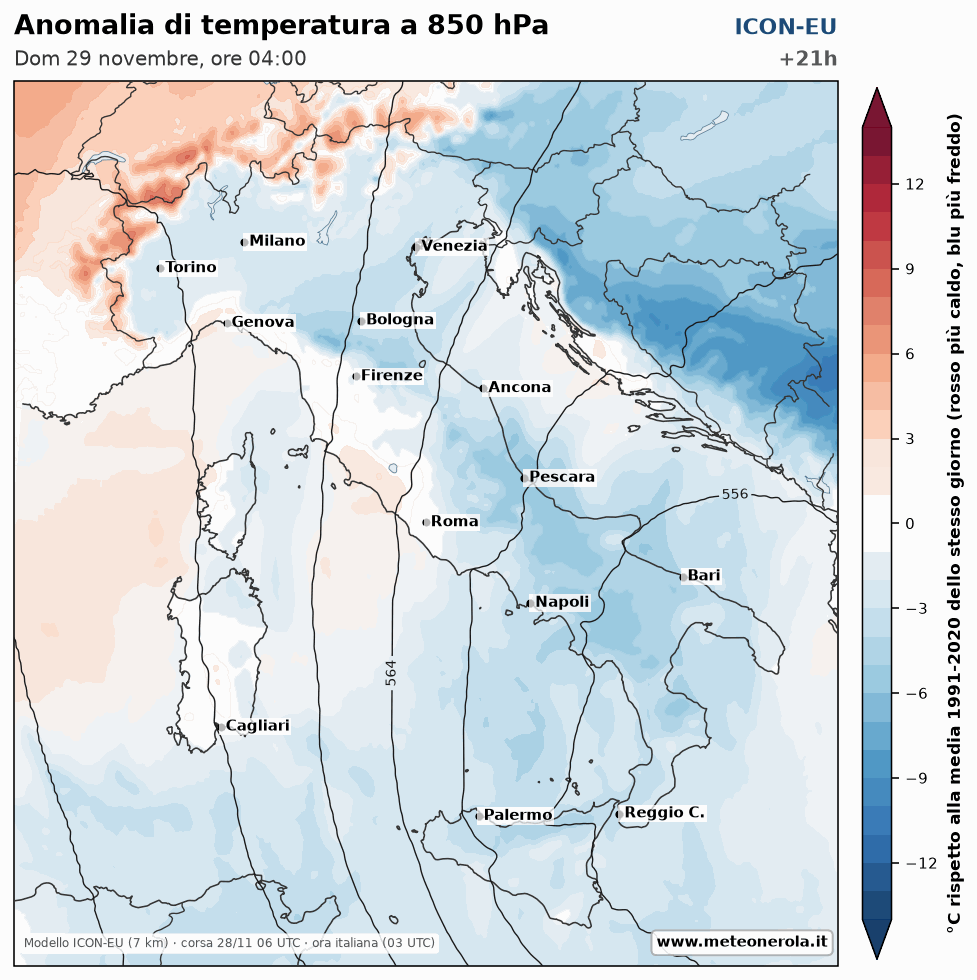 Anomalia di temperatura a 850 hPa
ICON-EU
Dom 29 novembre, ore 04:00
+21h
Milano
Venezia
Torino
Genova
Bologna
Firenze
Ancona
Pescara
556
Roma
Bari
Napoli
564
Cagliari
Palermo
Reggio C.
Modello ICON-EU (7 km) · corsa 28/11 06 UTC · ora italiana (03 UTC)
www.meteonerola.it
12
9
6
3
0
−3
−6
−9
−12
°C rispetto alla media 1991-2020 dello stesso giorno (rosso più caldo, blu più freddo)